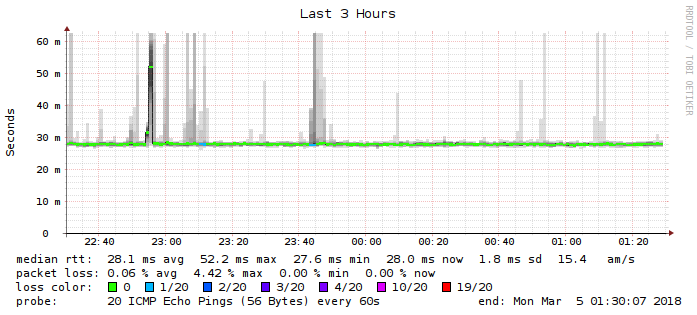 Last 3 Hours
RRDTOOL / TOBI OETIKER
Seconds
60 m
50 m
40 m
30 m
20 m
10 m
0
22:40 23:00 23:20 23:40 00:00 00:20 00:40 01:00 01:20
median rtt: 28.1 ms avg 52.2 ms max 27.6 ms min 28.0 ms now 1.8 ms sd 15.4 am/s
packet loss: 0.06 % avg 4.42 % max 0.00 % min 0.00 % now
loss color: 0 1/20 2/20 3/20 4/20 10/20 19/20
probe: 20 ICMP Echo Pings (56 Bytes) every 60s end: Mon Mar 5 01:30:07 2018